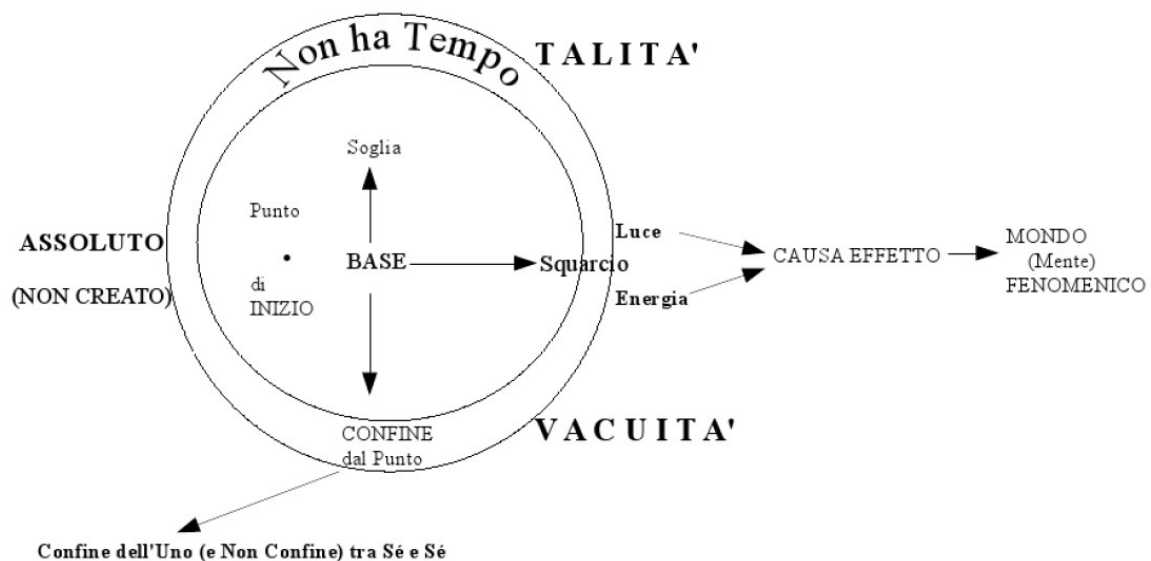 Non ha Tempo
TALITA'
Soglia
Punto
ASSOLUTO
Luce
MONDO
BASE
Squarcio
CAUSA EFFETTO
(Mente)
di
(NON CREATO)
Energia
FENOMENICO
INIZIO
CONFINE
VACUITA'
dal Punto
Confine dell'Uno (e Non Confine) tra Sé e Sé